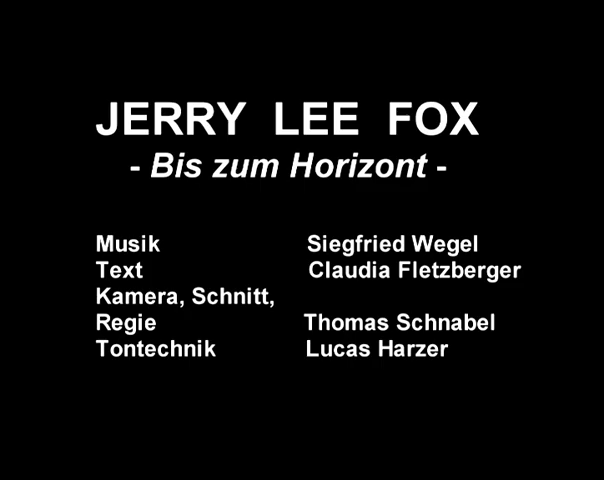 JERRY LEE FOX
- Bis zum Horizont -
Musik Siegfried Wegel
Text Claudia Fletzberger
Kamera, Schnitt,
Regie Thomas Schnabel
Tontechnik Lucas Harzer